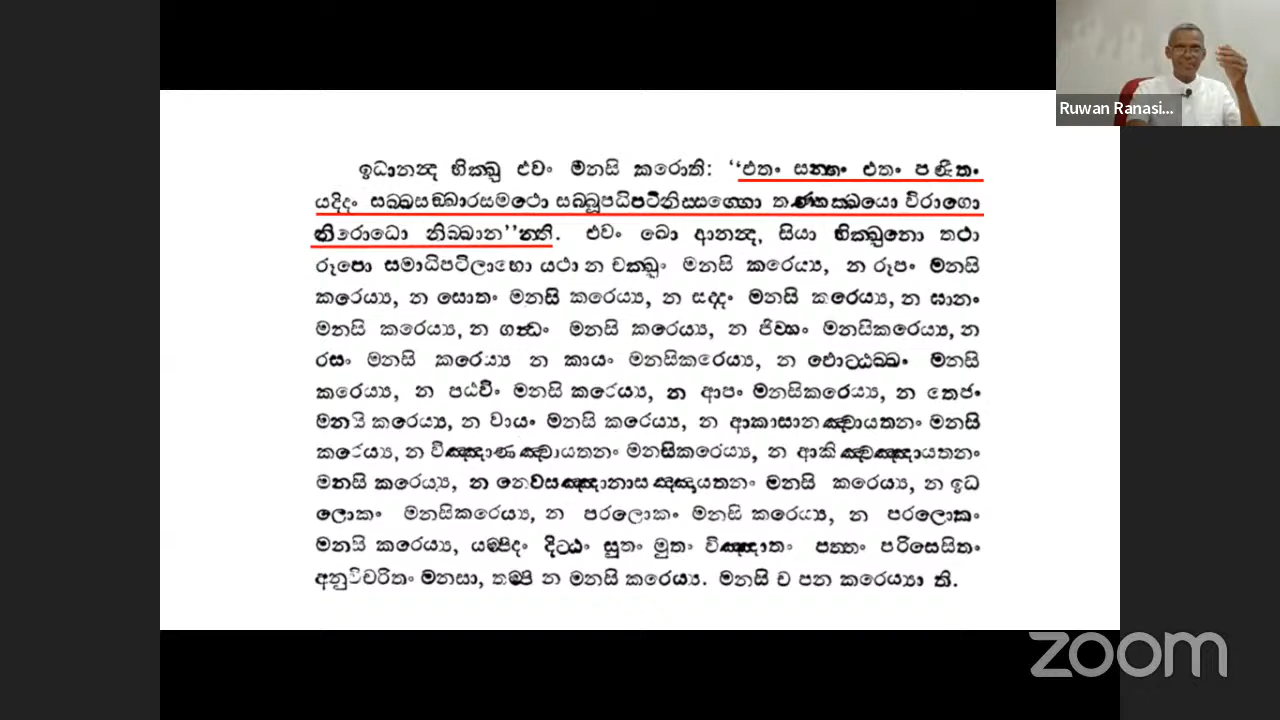 Ruwan Ranasi...
ඉධානන්ද භික්ඛු එවං මනසි කරොති: “එතං සන්තං එතං පණීතං
යදිදං සබ්බසඞ්ඛාරසමථො සබ්බූපධිපටිනිස්සග්ගො තණ්හක්ඛයො විරාගො
නිරොධො නිබ්බාන”න්ති. එවං ඛො ආනන්ද, සියා භික්ඛුනො තථා
රූපො සමාධිපටිලාභො යථා න චක්ඛුං මනසි කරෙය්‍ය, න රූපං මනසි
කරෙය්‍ය, න සොතං මනසි කරෙය්‍ය, න සද්දං මනසි කරෙය්‍ය, න ඝානං
මනසි කරෙය්‍ය, න ගන්ධං මනසි කරෙය්‍ය, න ජිව්හං මනසිකරෙය්‍ය, න
රසං මනසි කරෙය්‍ය න කායං මනසිකරෙය්‍ය, න ඵොට්ඨබ්බං මනසි
කරෙය්‍ය, න පඨවිං මනසි කරෙය්‍ය, න ආපං මනසිකරෙය්‍ය, න තෙජං
මනසි කරෙය්‍ය, න වායං මනසි කරෙය්‍ය, න ආකාසානඤ්චායතනං මනසි
කරෙය්‍ය, න විඤ්ඤාණඤ්චායතනං මනසිකරෙය්‍ය, න ආකිඤ්චඤ්ඤායතනං
මනසි කරෙය්‍ය, න නෙවසඤ්ඤානාසඤ්ඤායතනං මනසි කරෙය්‍ය, න ඉධ
ලොකං මනසිකරෙය්‍ය, න පරලොකං මනසි කරෙය්‍ය, න පරලොකං
මනසි කරෙය්‍ය, යම්පිදං දිට්ඨං සුතං මුතං විඤ්ඤාතං පත්තං පරියෙසිතං
අනුවිචරිතං මනසා, තම්පි න මනසි කරෙය්‍ය. මනසි ච පන කරෙය්‍යා ති.
zoom